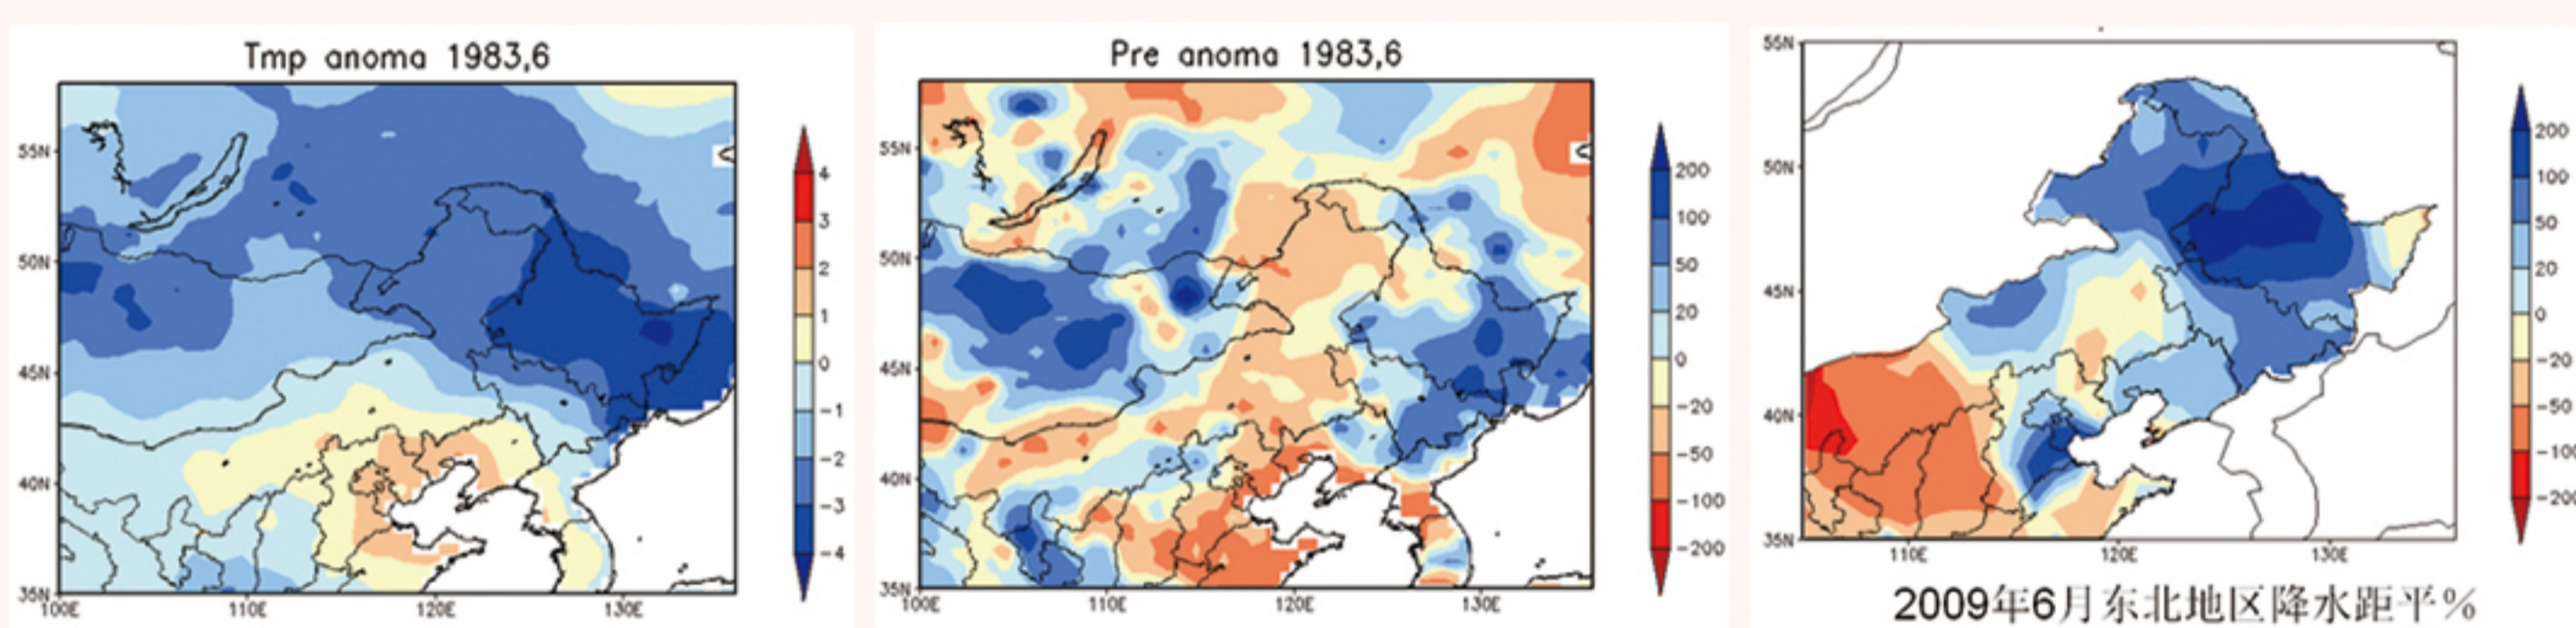 Tmp anoma 1983,6
55N
50N
45N
40N
35N
100E
110E
120E
130E
4
3
2
1
0
-1
-2
-3
-4
Pre anoma 1983,6
55N
50N
45N
40N
35N
100E
110E
120E
130E
200
100
50
20
0
-20
-50
-100
-200
55N
50N
45N
40N
35N
110E
120E
130E
200
100
50
20
0
-20
-50
-100
-200
2009年6月东北地区降水距平%